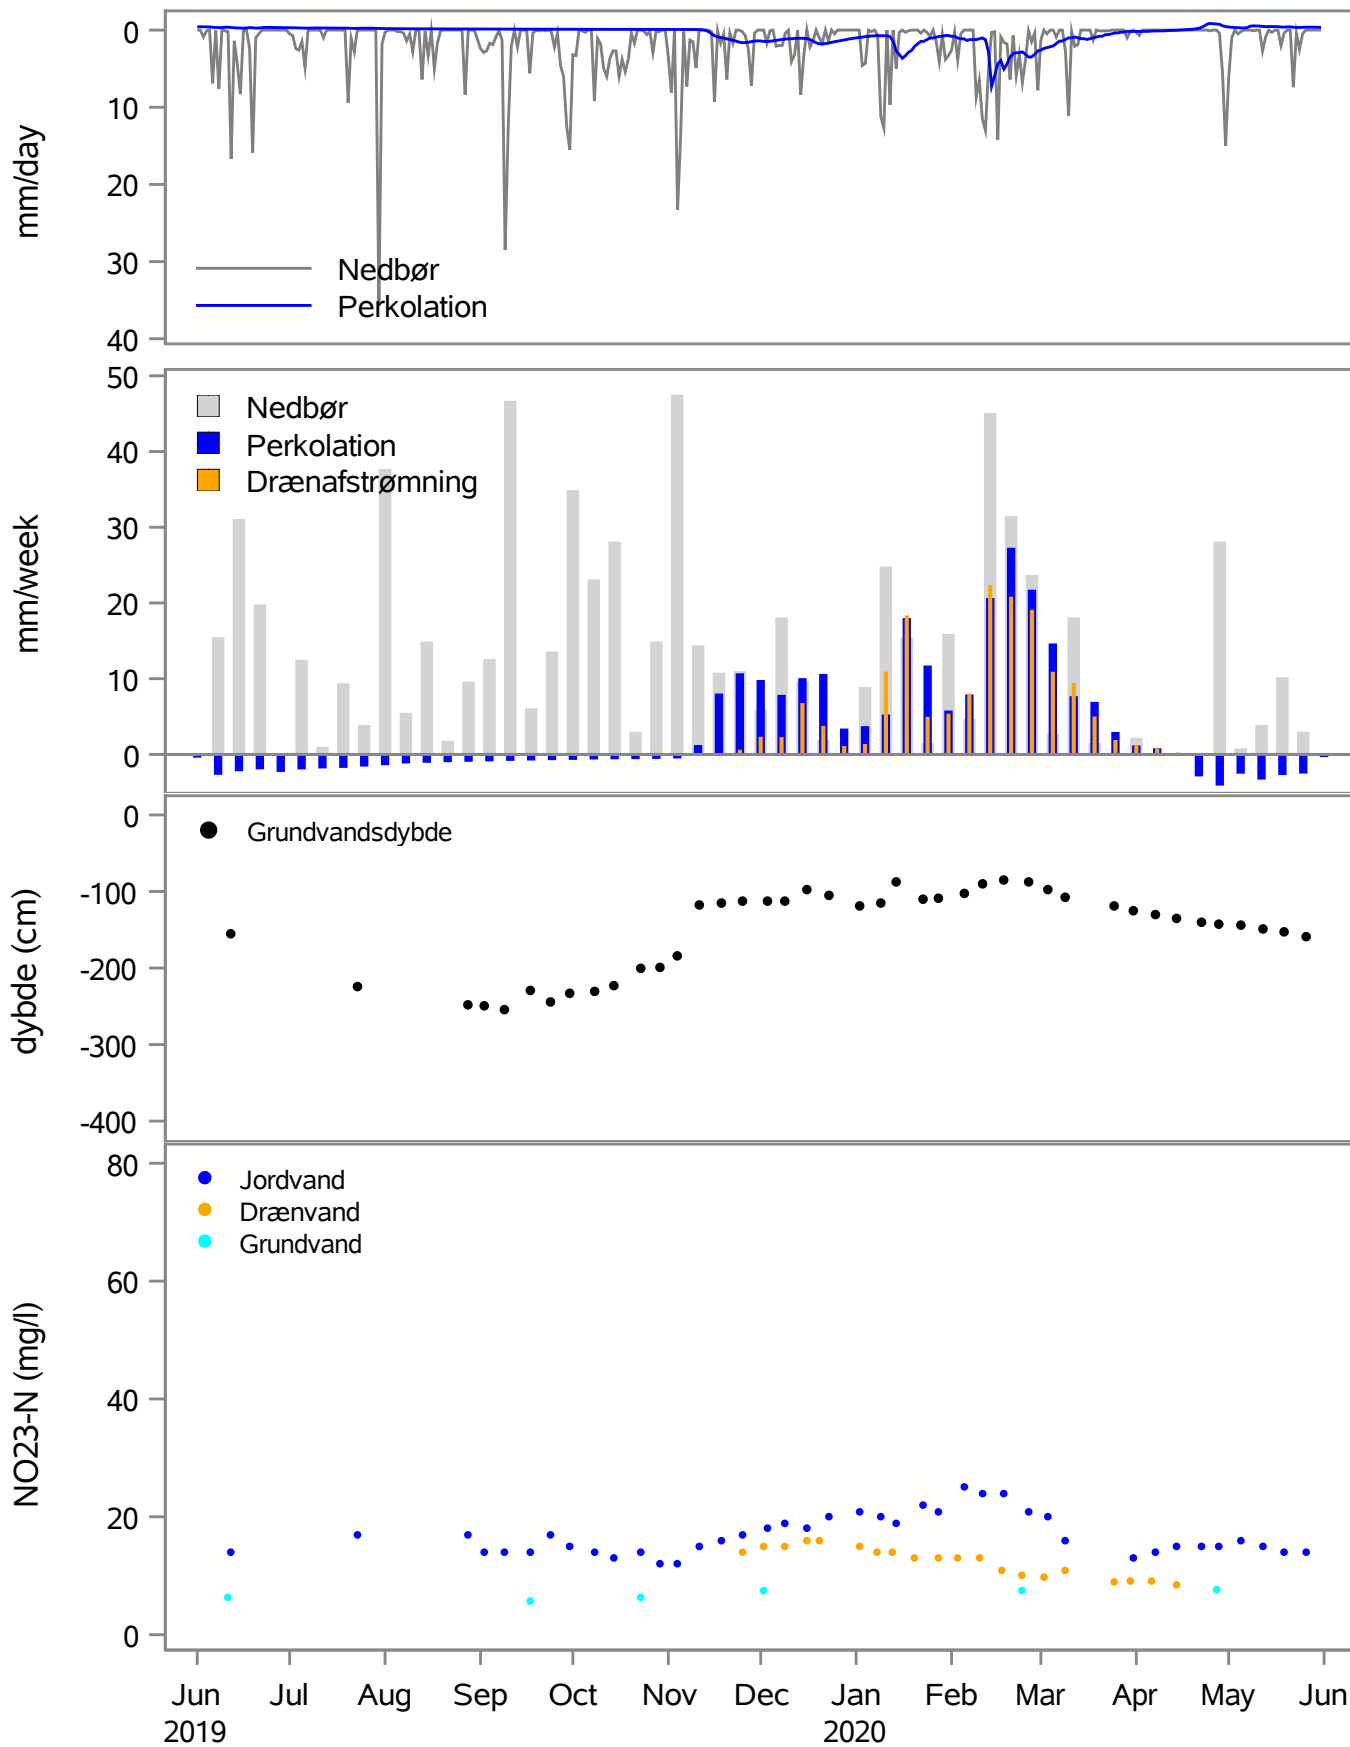 0
10
20
30
40
mm/day
Nedbør
Perkolation
50
40
30
20
10
0
mm/week
Nedbør
Perkolation
Drænafstrømning
0
-100
-200
-300
-400
dybde (cm)
Grundvandsdybde
80
60
40
20
0
NO23-N (mg/l)
Jordvand
Drænvand
Grundvand
Jun Jul Aug Sep Oct Nov Dec Jan Feb Mar Apr May Jun
2019 2020